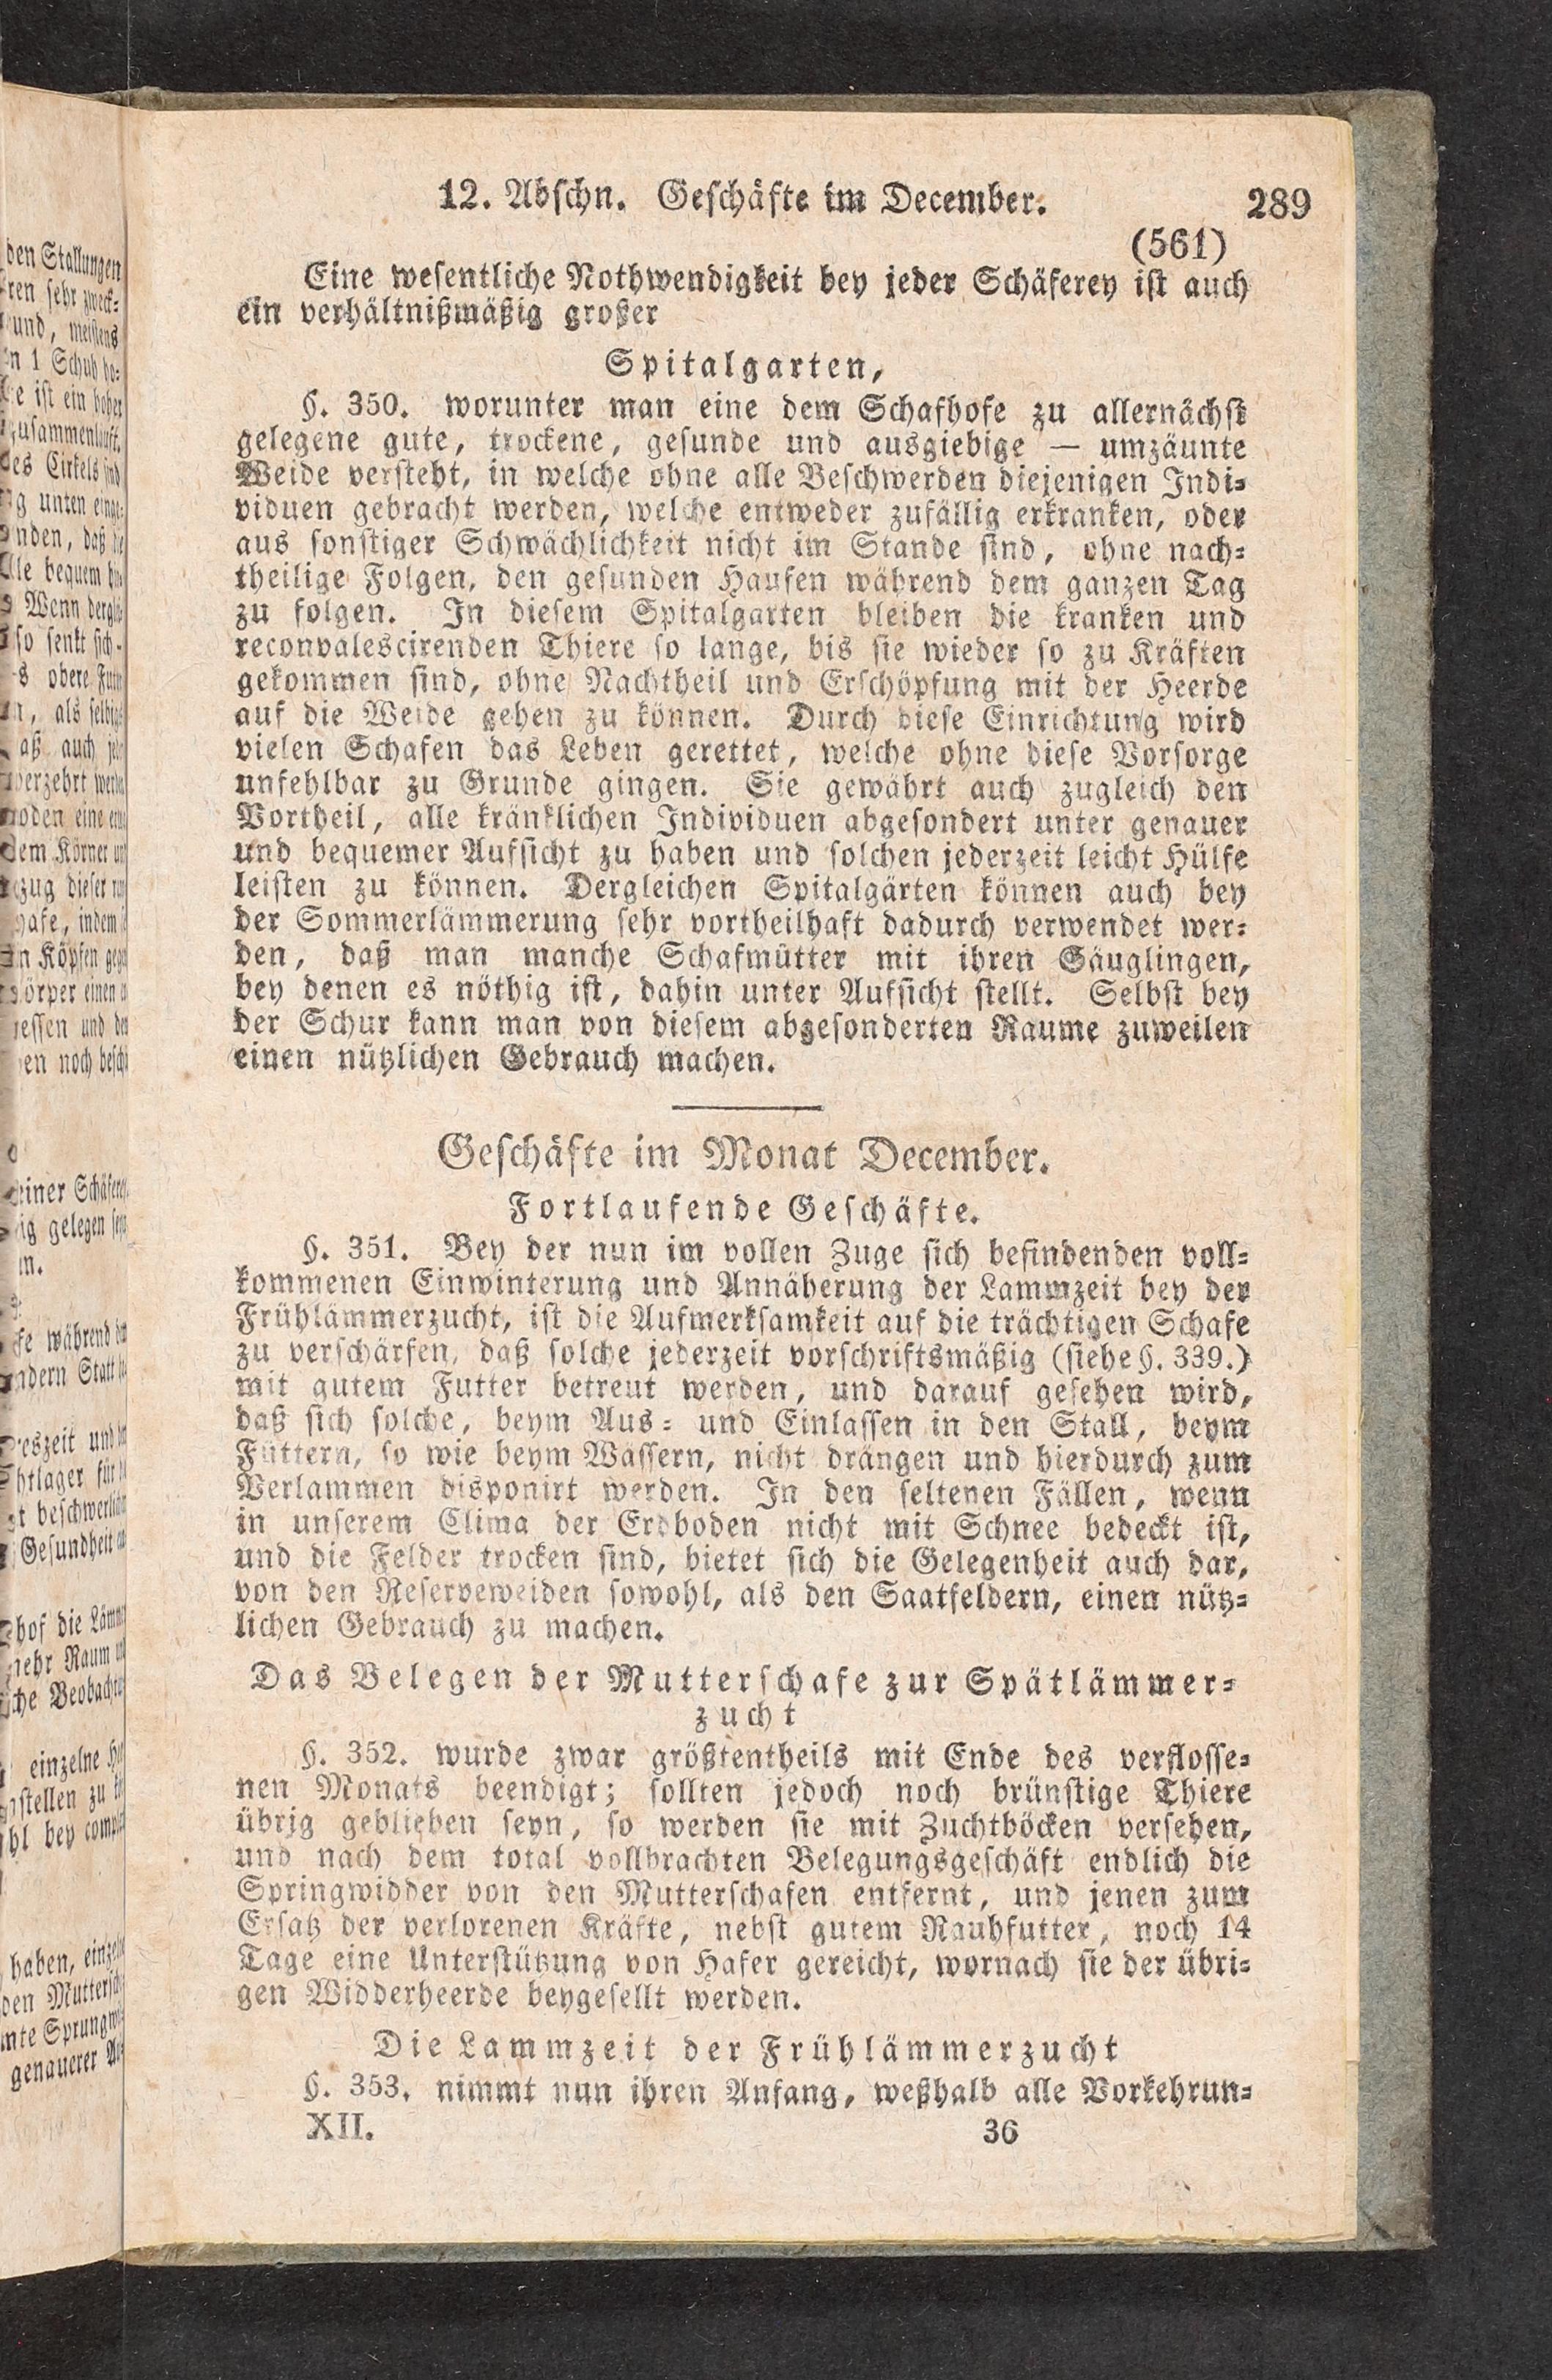 12. Abschn. Geschäfte im December. 289
(561)
Eine wesentliche Nothwendigkeit bey jeder Schäferey ist auch
ein verhältnißmäßig großer
Spitalgarten,
§. 350. worunter man eine dem Schafhofe zu allernächst
gelegene gute, trockene, gesunde und ausgiebige — umzäunte
Weide versteht, in welche ohne alle Beschwerden diejenigen Indi-
viduen gebracht werden, welche entweder zufällig erkranken, oder
aus sonstiger Schwächlichkeit nicht im Stande sind, ohne nach-
theilige Folgen, den gesunden Haufen während dem ganzen Tag
zu folgen. In diesem Spitalgarten bleiben die kranken und
reconvalescirenden Thiere so lange, bis sie wieder so zu Kräften
gekommen sind, ohne Nachtheil und Erschöpfung mit der Heerde
auf die Weide gehen zu können. Durch diese Einrichtung wird
vielen Schafen das Leben gerettet, welche ohne diese Vorsorge
unfehlbar zu Grunde gingen. Sie gewährt auch zugleich den
Vortheil, alle kränklichen Individuen abgesondert unter genauer
und bequemer Aufsicht zu haben und solchen jederzeit leicht Hülfe
leisten zu können. Dergleichen Spitalgärten können auch bey
der Sommerlämmerung sehr vortheilhaft dadurch verwendet wer-
den, daß man manche Schafmütter mit ihren Säuglingen,
bey denen es nöthig ist, dahin unter Aufsicht stellt. Selbst bey
der Schur kann man von diesem abgesonderten Raume zuweilen
einen nützlichen Gebrauch machen.
Geschäfte im Monat December.
Fortlaufende Geschäfte.
§. 351. Bey der nun im vollen Zuge sich befindenden voll-
kommenen Einwinterung und Annäherung der Lammzeit bey der
Frühlämmerzucht, ist die Aufmerksamkeit auf die trächtigen Schafe
zu verschärfen, daß solche jederzeit vorschriftsmäßig (siehe §. 339.)
mit gutem Futter betreut werden, und darauf gesehen wird,
daß sich solche, beym Aus- und Einlassen in den Stall, beym
Füttern, so wie beym Wässern, nicht drängen und hierdurch zum
Verlammen disponirt werden. In den seltenen Fällen, wenn
in unserem Clima der Erdboden nicht mit Schnee bedeckt ist,
und die Felder trocken sind, bietet sich die Gelegenheit auch dar,
von den Reserveweiden sowohl, als den Saatfeldern, einen nütz-
lichen Gebrauch zu machen.
Das Belegen der Mutterschafe zur Spätlämmer-
zucht
§. 352. wurde zwar größtentheils mit Ende des verflosse-
nen Monats beendigt; sollten jedoch noch brünstige Thiere
übrig geblieben seyn, so werden sie mit Zuchtböcken versehen,
und nach dem total vollbrachten Belegungsgeschäft endlich die
Springwidder von den Mutterschafen entfernt, und jenen zum
Ersatz der verlorenen Kräfte, nebst gutem Rauhfutter, noch 14
Tage eine Unterstützung von Hafer gereicht, wornach sie der übri-
gen Widderheerde beygesellt werden.
Die Lammzeit der Frühlämmerzucht
§. 353. nimmt nun ihren Anfang, weßhalb alle Vorkehrun-
XII. 36